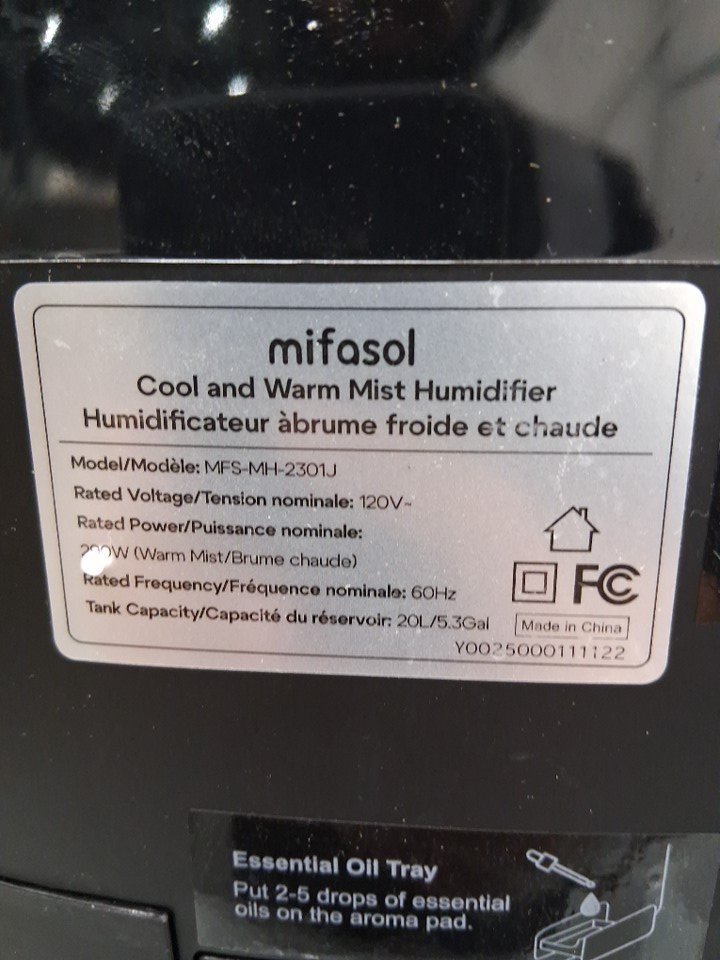 mifasol
Cool and Warm Mist Humidifier
Humidificateur àbrume froide et chaude
Model/Modèle: MFS-MH-2301J
Rated Voltage/Tension nominale: 120V~
Rated Power/Puissance nominale:
(Warm Mist/Brume chaude)
Rated Frequency/Fréquence nominale: 60Hz
Tank Capacity/Capacité du réservoir: 20L/5.3Gal
FC
Made in China
Y0025000111122
Essential Oil Tray
Put 2-5 drops of essential
oils on the aroma pad.